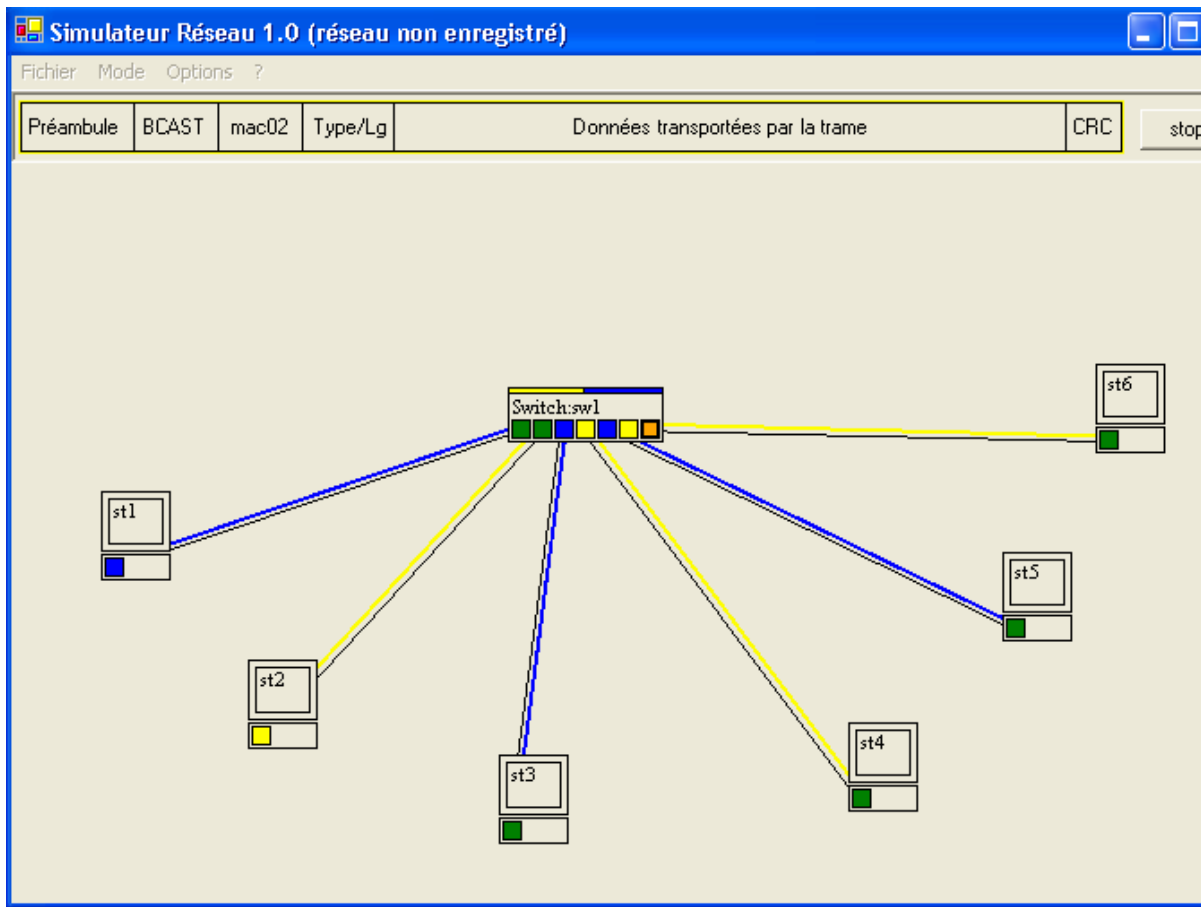 Simulateur Réseau 1.0 (réseau non enregistré)
Fichier Mode Options ?
Préambule BCAST mac02 Type/Lg Données transportées par la trame CRC stop
st6
Switch:sw1
st1
st5
st2
st4
st3